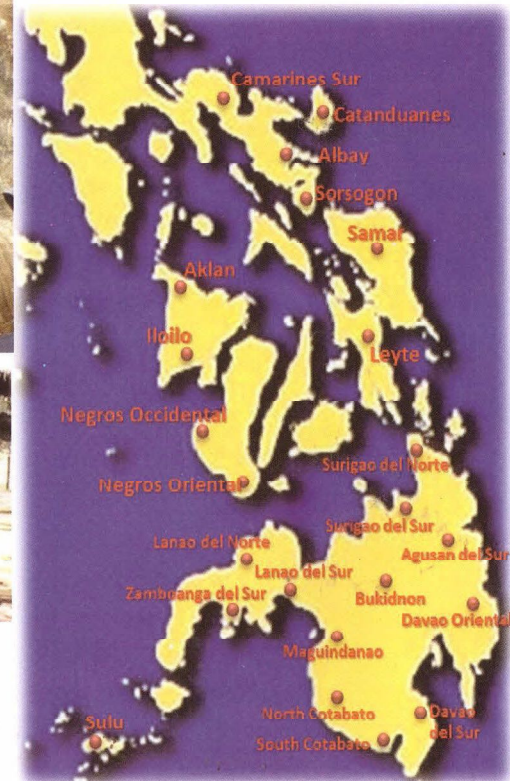 Camarines Sur
Catanduanes
Albay
Sorsogon
Samar
Aklan
Iloilo
Leyte
Negros Occidental
Surigao del Norte
Negros Oriental
Surigao del Sur
Lanao del Norte
Agusan del Sur
Lanao del Sur
Zamboanga del Sur
Bukidnon
Davao Oriental
Maguindanao
North Cotabato
Davao
del Sur
Sulu
South Cotabato